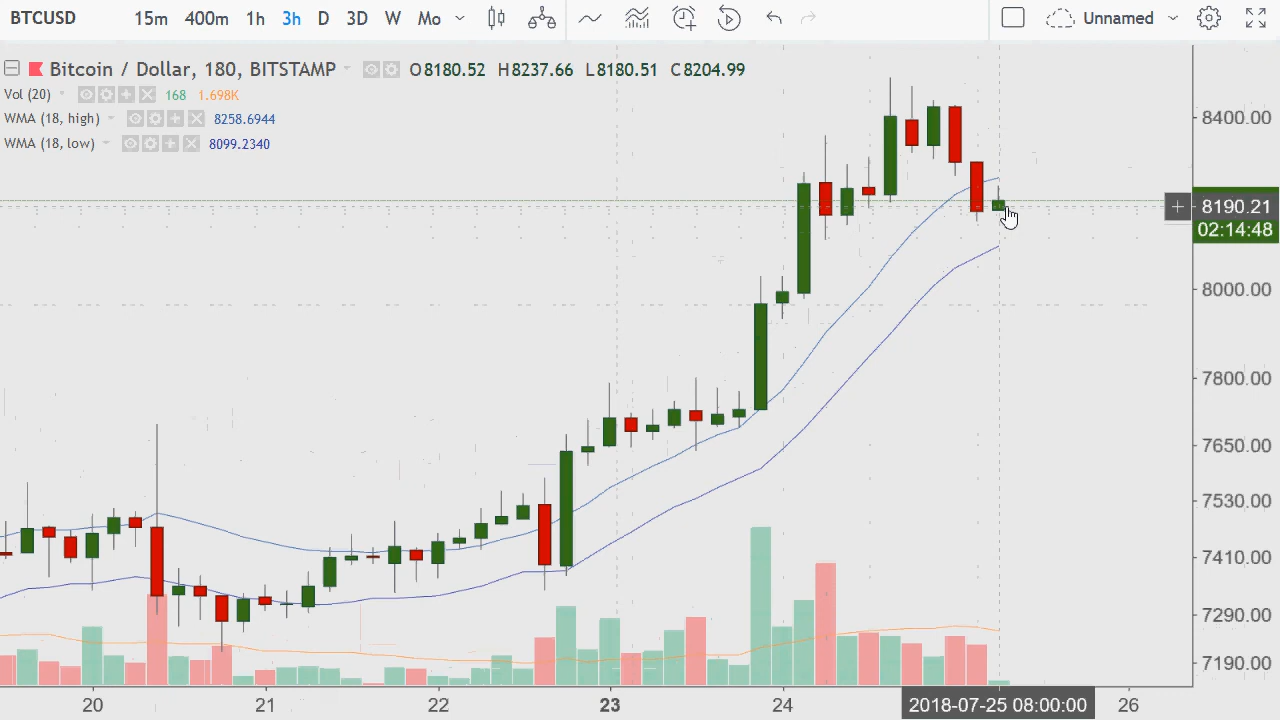 BTCUSD 15m 400m 1h 3h D 3D W Mo Unnamed
Bitcoin / Dollar, 180, BITSTAMP O8180.52 H8237.66 L8180.51 C8204.99
Vol (20) 168 1.698K
WMA (18, high) 8258.6944
WMA (18, low) 8099.2340
8400.00
8190.21
02:14:48
8000.00
7800.00
7650.00
7530.00
7410.00
7290.00
7190.00
20 21 22 23 24 2018-07-25 08:00:00 26